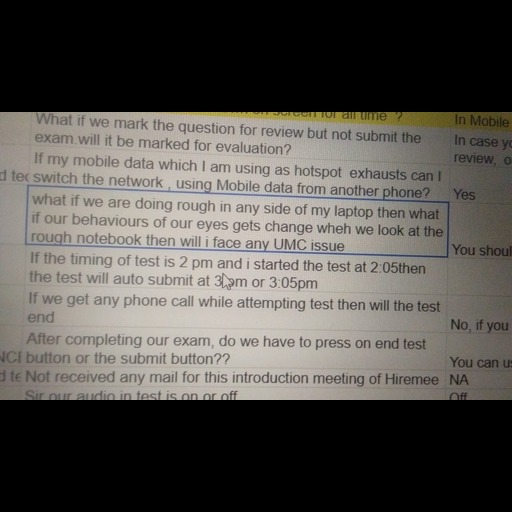 screen for all time ?
In Mobile
What if we mark the question for review but not submit the
exam.will it be marked for evaluation?
In case
review,
If my mobile data which I am using as hotspot exhausts can I
switch the network , using Mobile data from another phone?
Yes
what if we are doing rough in any side of my laptop then what
if our behaviours of our eyes gets change wheh we look at the
rough notebook then will i face any UMC issue
You
If the timing of test is 2 pm and i started the test at 2:05then
the test will auto submit at 3 pm or 3:05pm
If we get any phone call while attempting test then will the test
end
No, if you
After completing our exam, do we have to press on end test
button or the submit button??
You can
Not received any mail for this introduction meeting of Hiremee
NA
Sir our audio in test is on or off
Off